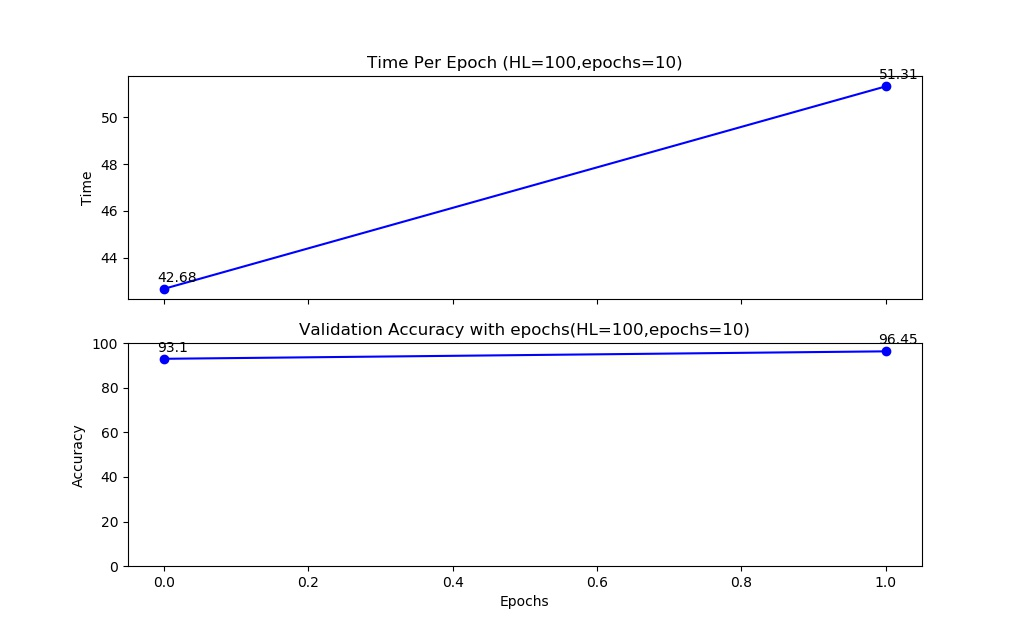 Time Per Epoch (HL=100,epochs=10)
51.31
50
48
46
44
Time
42.68
Validation Accuracy with epochs(HL=100,epochs=10)
96.45
93.1
100
80
60
40
20
0
Accuracy
0.0 0.2 0.4 0.6 0.8 1.0
Epochs